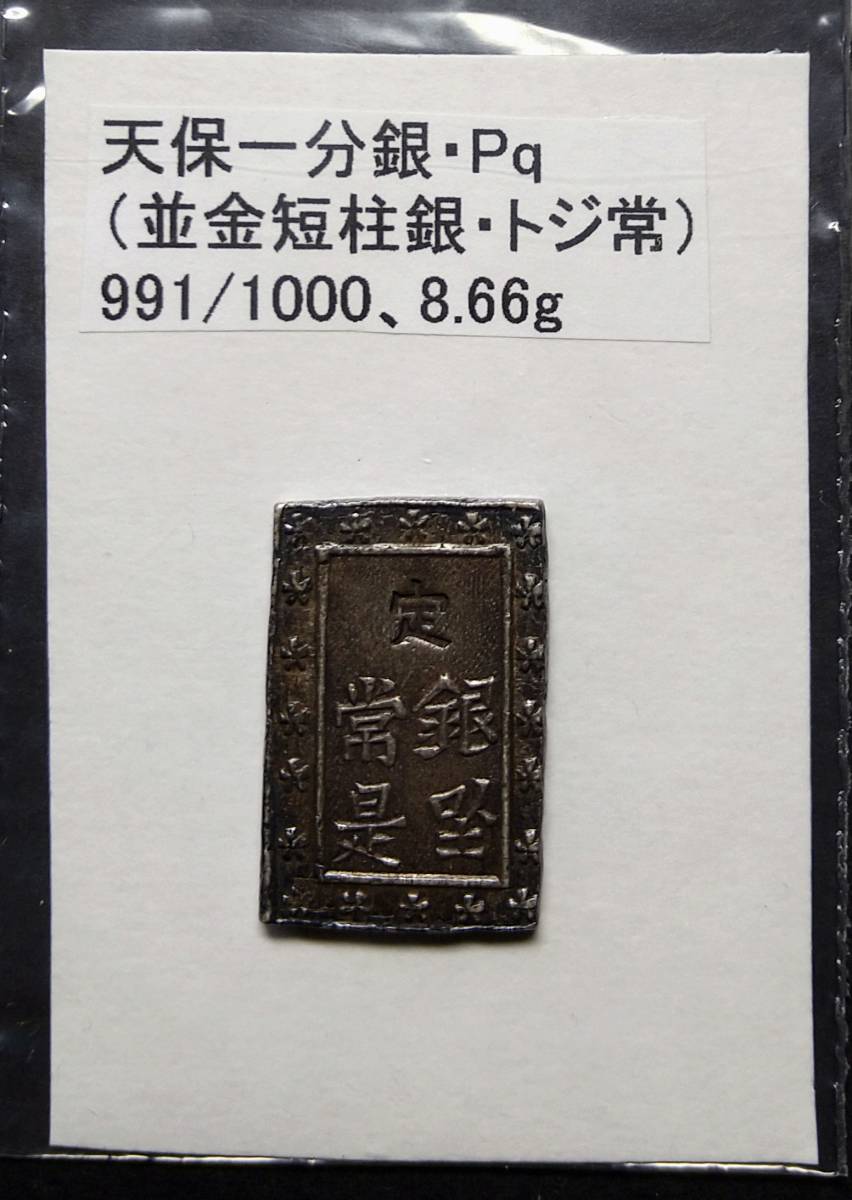 天保一分銀・Pq
（並金短柱銀・トジ常）
991/1000、8.66g
定
銀座
常是